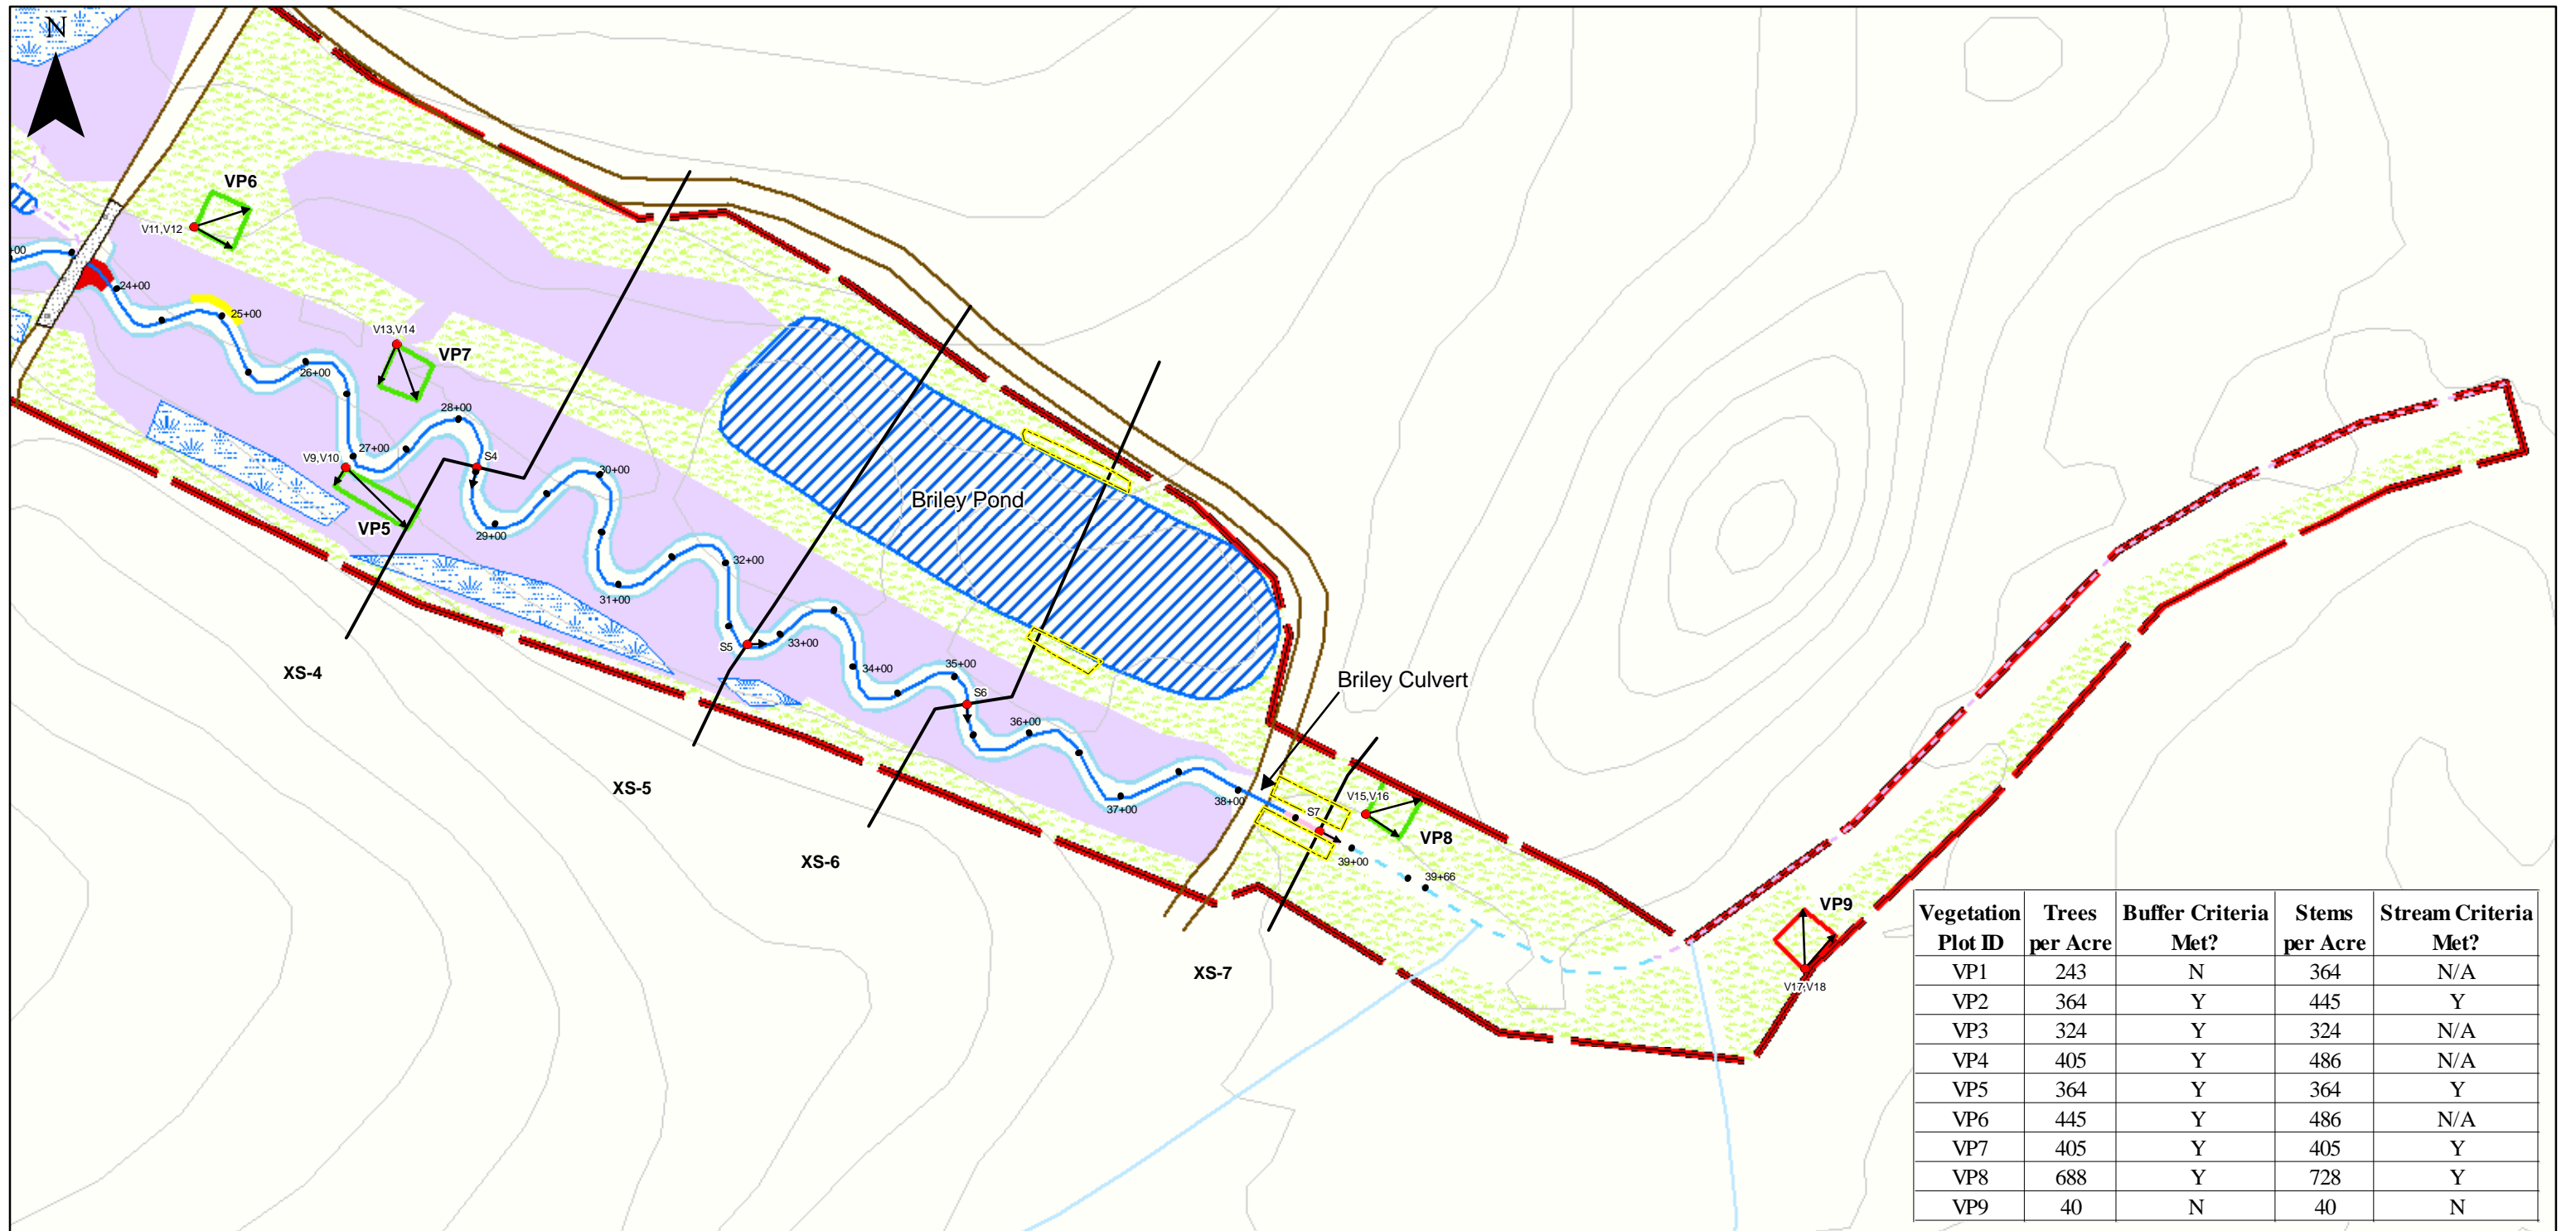 N
VP6
V11,V12
+00
24+00
25+00
V13,V14
VP7
26+00
28+00
27+00
V9,V10
S4
30+00
VP5
29+00
Briley Pond
32+00
31+00
S5
33+00
XS-4
34+00
35+00
S6
Briley Culvert
36+00
XS-5
37+00
38+00
V15,V16
S7
VP8
39+00
XS-6
39+66
VP9
XS-7
V17,V18
Vegetation Plot ID Trees per Acre Buffer Criteria Met? Stems per Acre Stream Criteria Met?
VP1 243 N 364 N/A
VP2 364 Y 445 Y
VP3 324 Y 324 N/A
VP4 405 Y 486 N/A
VP5 364 Y 364 Y
VP6 445 Y 486 N/A
VP7 405 Y 405 Y
VP8 688 Y 728 Y
VP9 40 N 40 N